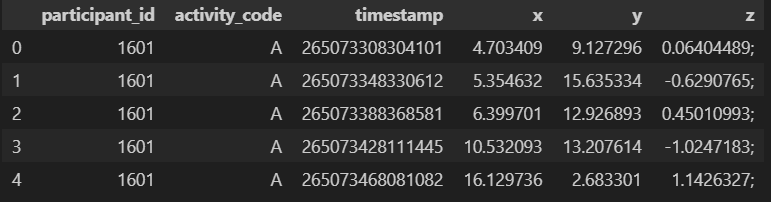 participant_id activity_code timestamp x y z
0 1601 A 265073308304101 4.703409 9.127296 0.06404489;
1 1601 A 265073348330612 5.354632 15.635334 -0.6290765;
2 1601 A 265073388368581 6.399701 12.926893 0.45010993;
3 1601 A 265073428111445 10.532093 13.207614 -1.0247183;
4 1601 A 265073468081082 16.129736 2.683301 1.1426327;